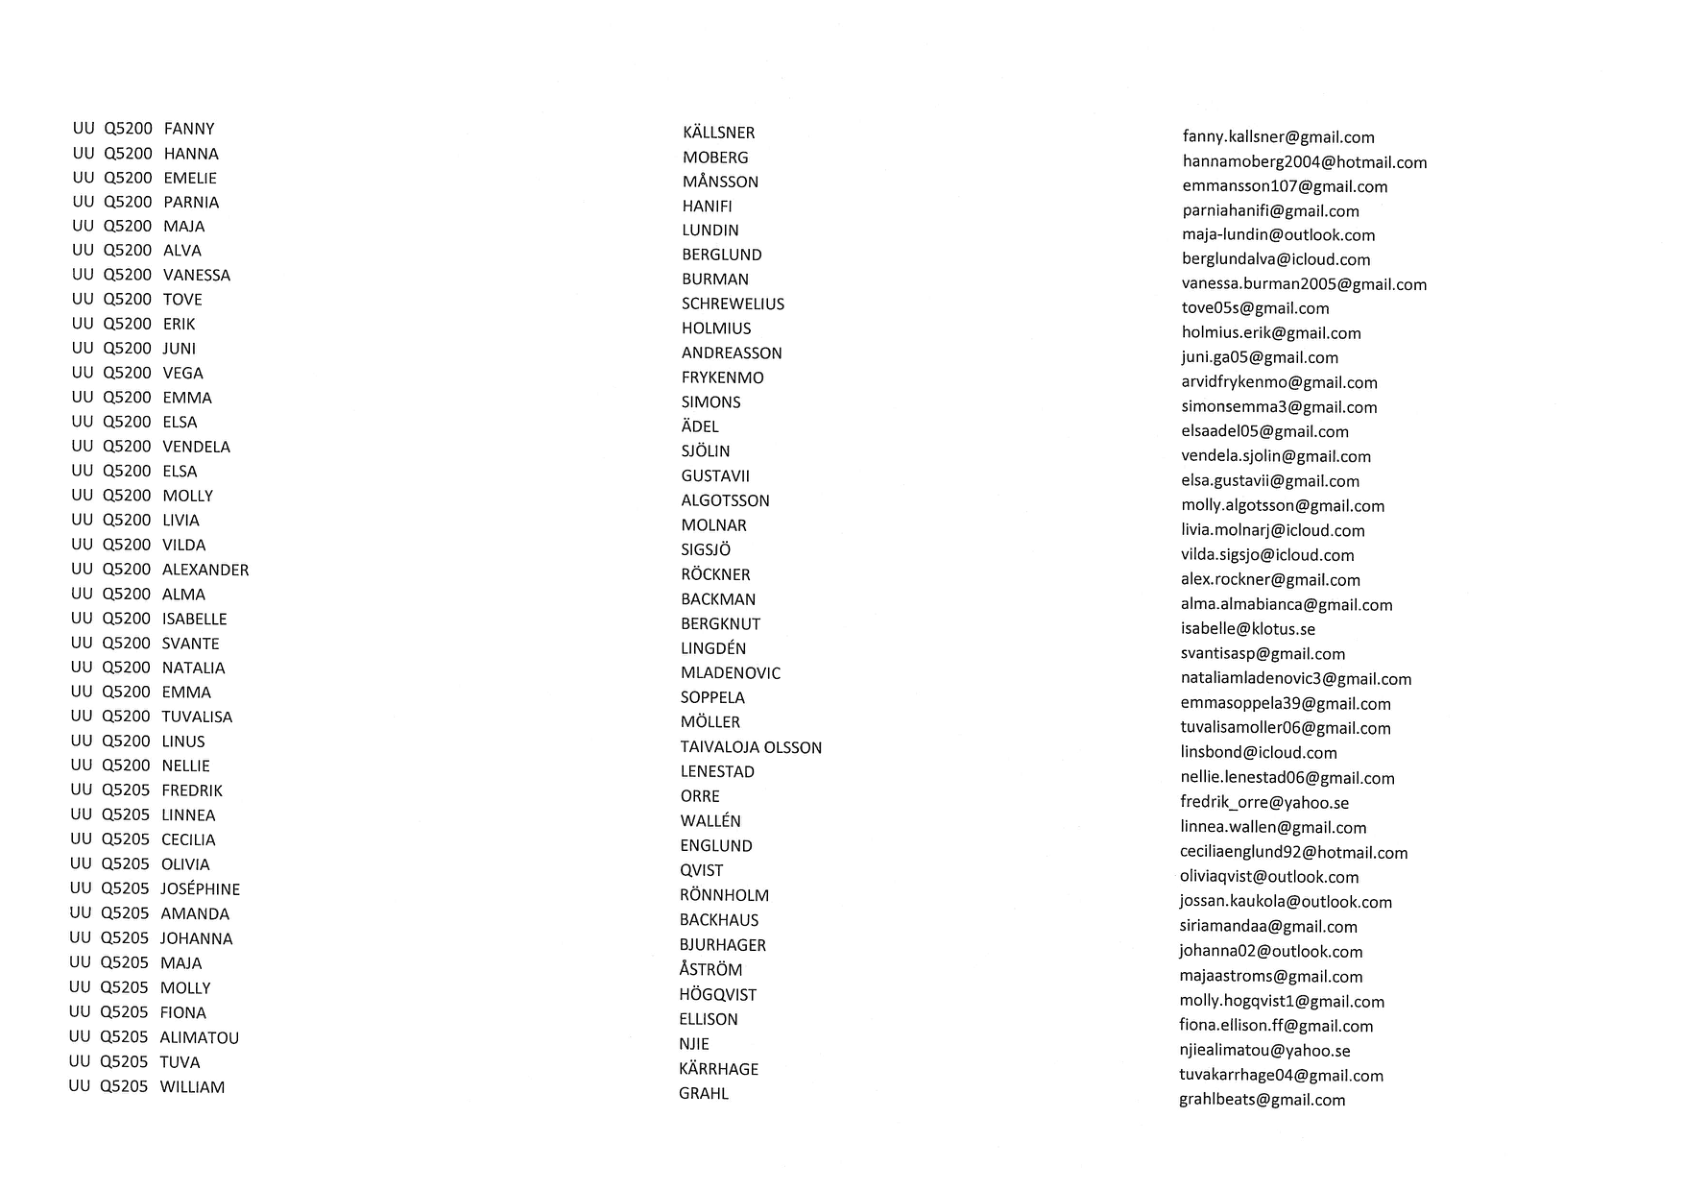 UU Q5200 FANNY KÄLLSNER fanny.kallsner@gmail.com
UU Q5200 HANNA MOBERG hannamoberg2004@hotmail.com
UU Q5200 EMELIE MÅNSSON emmansson107@gmail.com
UU Q5200 PARNIA HANIFI parniahanifi@gmail.com
UU Q5200 MAJA LUNDIN maja-lundin@outlook.com
UU Q5200 ALVA BERGLUND berglundalva@icloud.com
UU Q5200 VANESSA BURMAN vanessa.burman2005@gmail.com
UU Q5200 TOVE SCHREWELIUS tove05s@gmail.com
UU Q5200 ERIK HOLMIUS holmius.erik@gmail.com
UU Q5200 JUNI ANDREASSON juni.ga05@gmail.com
UU Q5200 VEGA FRYKENMO arvidfrykenmo@gmail.com
UU Q5200 EMMA SIMONS simonsemma3@gmail.com
UU Q5200 ELSA ÄDEL elsaadel05@gmail.com
UU Q5200 VENDELA SJÖLIN vendela.sjolin@gmail.com
UU Q5200 ELSA GUSTAVII elsa.gustavii@gmail.com
UU Q5200 MOLLY ALGOTSSON molly.algotsson@gmail.com
UU Q5200 LIVIA MOLNAR livia.molnarj@icloud.com
UU Q5200 VILDA SIGSJÖ vilda.sigsjo@icloud.com
UU Q5200 ALEXANDER RÖCKNER alex.rockner@gmail.com
UU Q5200 ALMA BACKMAN alma.almabianca@gmail.com
UU Q5200 ISABELLE BERGKNUT isabelle@klotus.se
UU Q5200 SVANTE LINGDÉN svantisasp@gmail.com
UU Q5200 NATALIA MLADENOVIC nataliamladenovic3@gmail.com
UU Q5200 EMMA SOPPELA emmasoppela39@gmail.com
UU Q5200 TUVALISA MÖLLER tuvalisamoller06@gmail.com
UU Q5200 LINUS TAIVALOJA OLSSON linsbond@icloud.com
UU Q5200 NELLIE LENESTAD nellie.lenestad06@gmail.com
UU Q5205 FREDRIK ORRE fredrik_orre@yahoo.se
UU Q5205 LINNEA WALLÉN linnea.wallen@gmail.com
UU Q5205 CECILIA ENGLUND ceciliaenglund92@hotmail.com
UU Q5205 OLIVIA QVIST oliviaqvist@outlook.com
UU Q5205 JOSÉPHINE RÖNNHOLM jossan.kaukola@outlook.com
UU Q5205 AMANDA BACKHAUS siriamandaa@gmail.com
UU Q5205 JOHANNA BJURHAGER johanna02@outlook.com
UU Q5205 MAJA ÅSTRÖM majaastroms@gmail.com
UU Q5205 MOLLY HÖGQVIST molly.hogqvist1@gmail.com
UU Q5205 FIONA ELLISON fiona.ellison.ff@gmail.com
UU Q5205 ALIMATOU NJIE njiealimatou@yahoo.se
UU Q5205 TUVA KÄRRHAGE tuvakarrhage04@gmail.com
UU Q5205 WILLIAM GRAHL grahlbeats@gmail.com